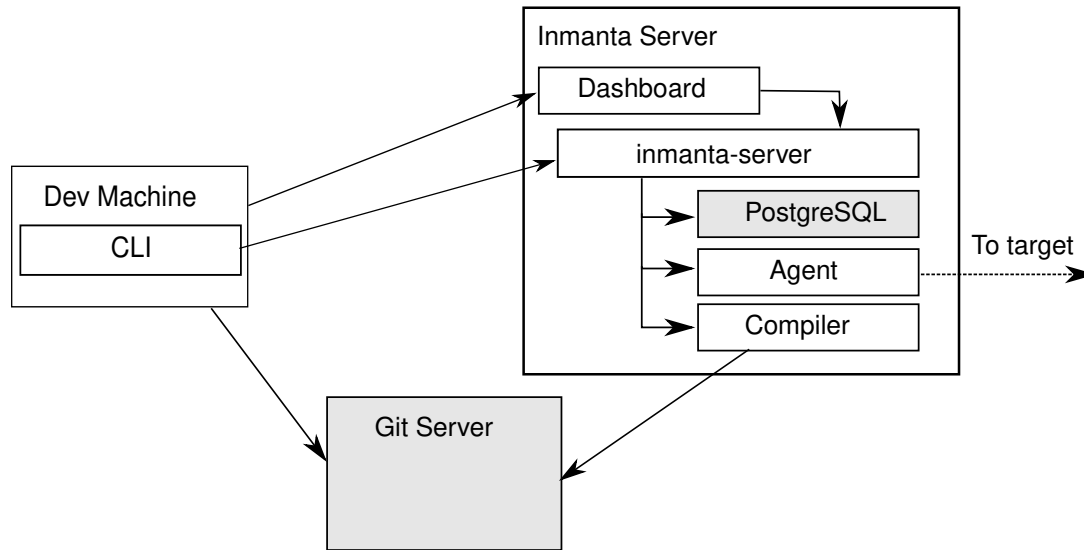 Inmanta Server
Dashboard
inmanta-server
Dev Machine
CLI
PostgreSQL
Agent
To target
Compiler
Git Server